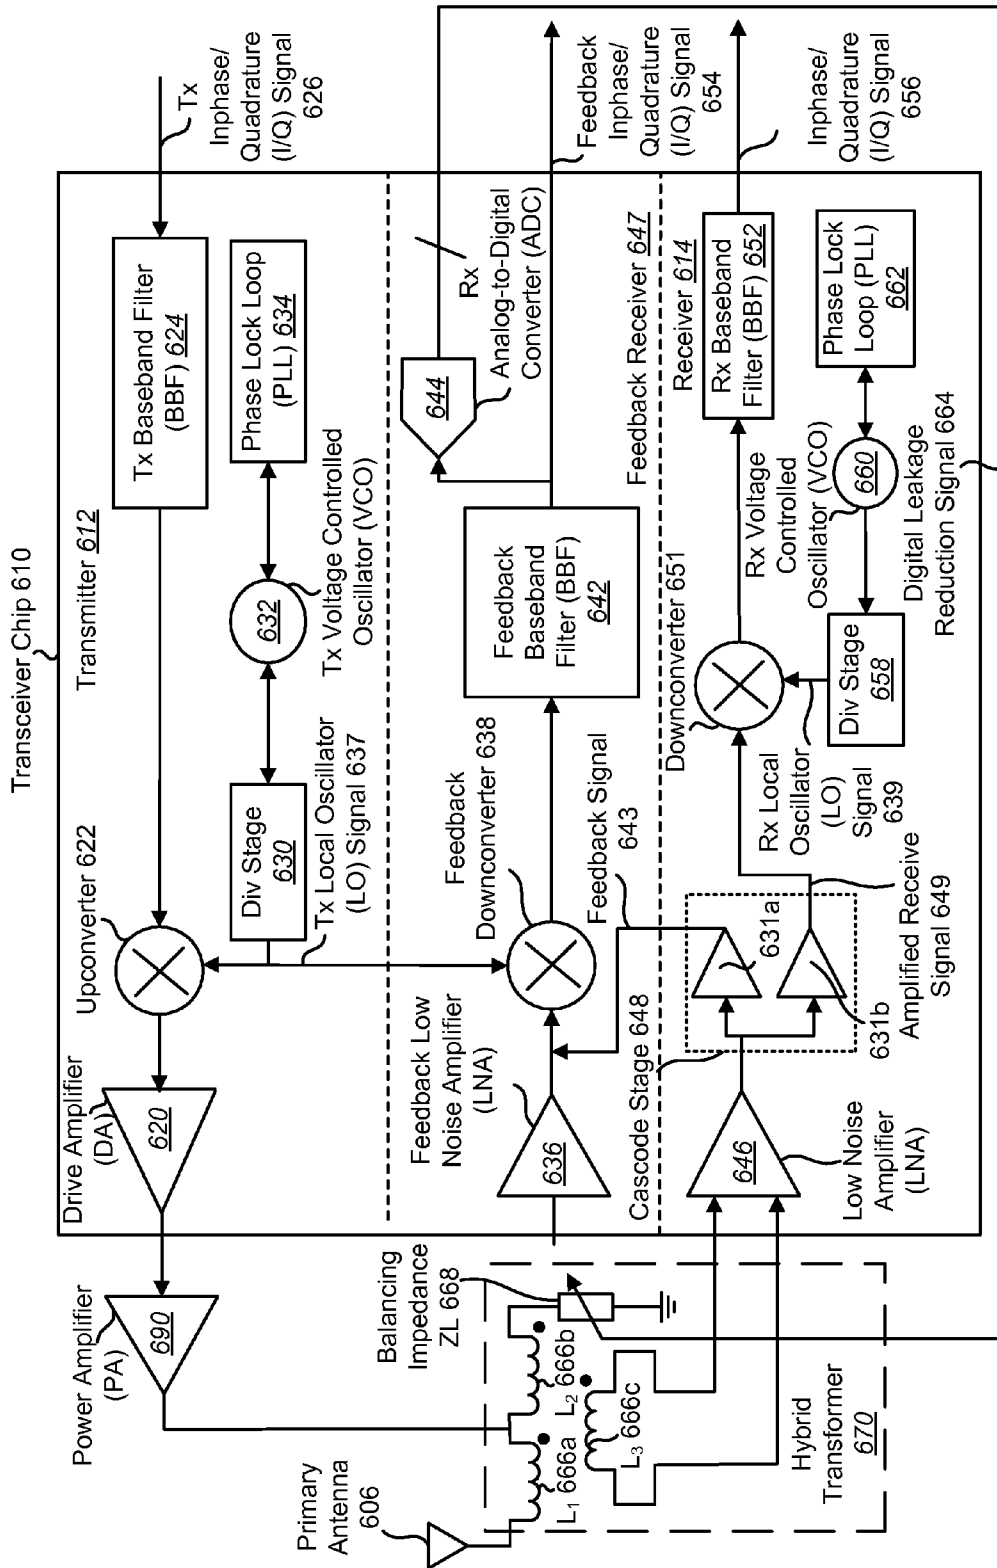 Transceiver Chip 610
Transmitter 612
Tx
Inphase/
Quadrature
(I/Q) Signal
626
Tx Baseband Filter
(BBF) 624
Phase Lock Loop
(PLL) 634
632
Tx Voltage Controlled
Oscillator (VCO)
Div Stage
630
Tx Local Oscillator
(LO) Signal 637
Upconverter 622
Drive Amplifier
(DA)
620
Power Amplifier
(PA)
690
Primary
Antenna
606
Feedback
Inphase/
Quadrature
(I/Q) Signal
654
Rx
Analog-to-Digital
Converter (ADC)
644
Feedback Receiver 647
Feedback
Baseband
Filter (BBF)
642
Feedback
Downconverter 638
Feedback Signal
643
Feedback Low
Noise Amplifier
(LNA)
636
Balancing
Impedance
ZL 668
L1
666a
L2
666b
L3
666c
Hybrid
Transformer
670
Inphase/
Quadrature
(I/Q) Signal
656
Receiver 614
Rx Baseband
Filter (BBF) 652
Phase Lock
Loop (PLL)
662
660
Rx Voltage
Controlled
Oscillator (VCO)
Digital Leakage
Reduction Signal 664
Downconverter 651
Div Stage
658
Rx Local
Oscillator
(LO)
Signal
639
Cascode Stage 648
631a
631b
Amplified Receive
Signal 649
646
Low Noise
Amplifier
(LNA)